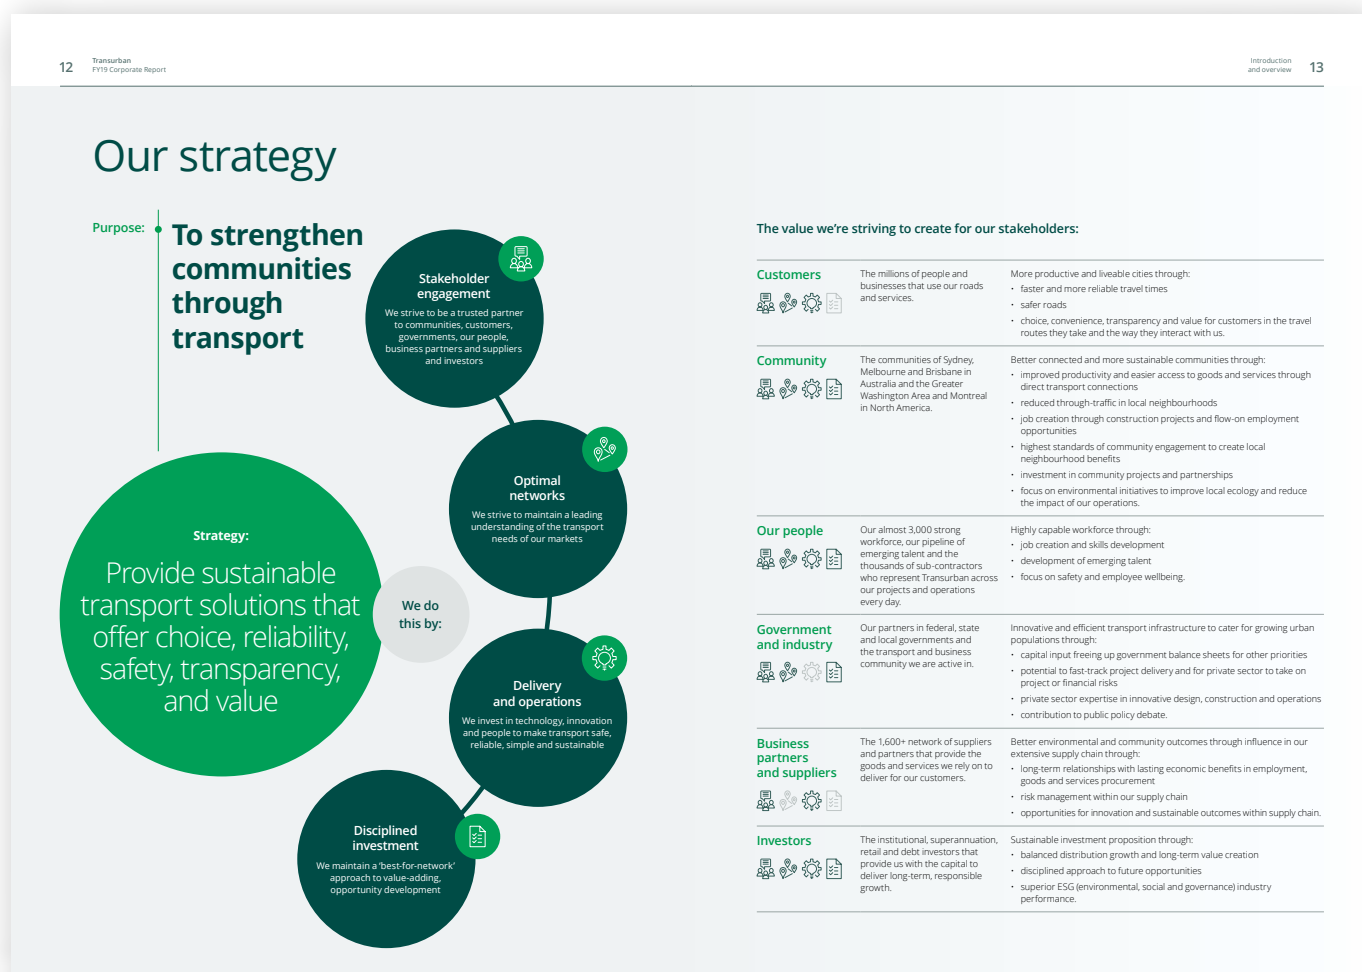 12
Transurban
FY19 Corporate Report
Introduction
and overview
13
Our strategy
Purpose:
To strengthen
communities
through
transport
Strategy:
Provide sustainable
transport solutions that
offer choice, reliability,
safety, transparency,
and value
We do
this by:
Stakeholder
engagement
We strive to be a trusted partner
to communities, customers,
governments, our people,
business partners and suppliers
and investors
Optimal
networks
We strive to maintain a leading
understanding of the transport
needs of our markets
Delivery
and operations
We invest in technology, innovation
and people to make transport safe,
reliable, simple and sustainable
Disciplined
investment
We maintain a ‘best-for-network’
approach to value-adding,
opportunity development
The value we’re striving to create for our stakeholders:
Customers
The millions of people and
businesses that use our roads
and services.
More productive and liveable cities through:
• faster and more reliable travel times
• safer roads
• choice, convenience, transparency and value for customers in the travel
routes they take and the way they interact with us.
Community
The communities of Sydney,
Melbourne and Brisbane in
Australia and the Greater
Washington Area and Montreal
in North America.
Better connected and more sustainable communities through:
• improved productivity and easier access to goods and services through
direct transport connections
• reduced through-traffic in local neighbourhoods
• job creation through construction projects and flow-on employment
opportunities
• highest standards of community engagement to create local
neighbourhood benefits
• investment in community projects and partnerships
• focus on environmental initiatives to improve local ecology and reduce
the impact of our operations.
Our people
Our almost 3,000 strong
workforce, our pipeline of
emerging talent and the
thousands of sub-contractors
who represent Transurban across
our projects and operations
every day.
Highly capable workforce through:
• job creation and skills development
• development of emerging talent
• focus on safety and employee wellbeing.
Government
and industry
Our partners in federal, state
and local governments and
the transport and business
community we are active in.
Innovative and efficient transport infrastructure to cater for growing urban
populations through:
• capital input freeing up government balance sheets for other priorities
• potential to fast-track project delivery and for private sector to take on
project or financial risks
• private sector expertise in innovative design, construction and operations
• contribution to public policy debate.
Business
partners
and suppliers
The 1,600+ network of suppliers
and partners that provide the
goods and services we rely on to
deliver for our customers.
Better environmental and community outcomes through influence in our
extensive supply chain through:
• long-term relationships with lasting economic benefits in employment,
goods and services procurement
• risk management within our supply chain
• opportunities for innovation and sustainable outcomes within supply chain.
Investors
The institutional, superannuation,
retail and debt investors that
provide us with the capital to
deliver long-term, responsible
growth.
Sustainable investment proposition through:
• balanced distribution growth and long-term value creation
• disciplined approach to future opportunities
• superior ESG (environmental, social and governance) industry
performance.